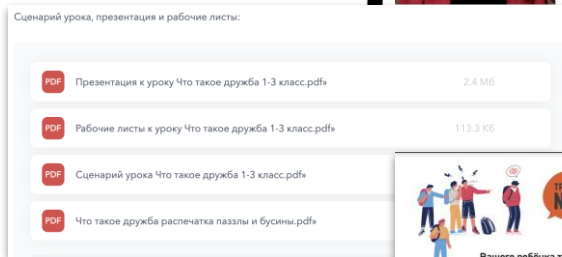 Сценарий урока, презентация и рабочие листы:
PDF Презентация к уроку Что такое дружба 1-3 класс.pdf» 2,4 Мб
PDF Рабочие листы к уроку Что такое дружба 1-3 класс.pdf» 113.3 Кб
PDF Сценарий урока Что такое дружба 1-3 класс.pdf»
PDF Что такое дружба распечатка паззлы и бусины.pdf»
Вашего ребёнка